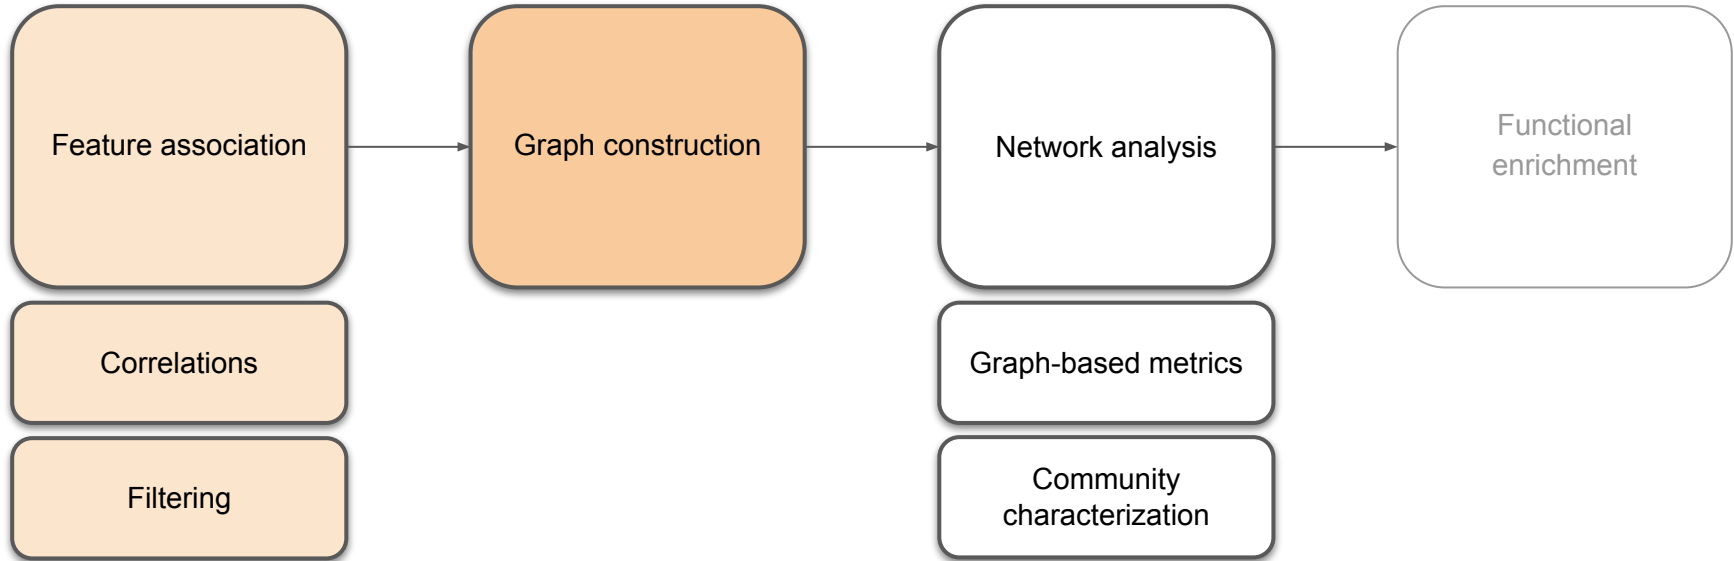 Feature association
Graph construction
Network analysis
Functional
enrichment
Correlations
Graph-based metrics
Filtering
Community
characterization